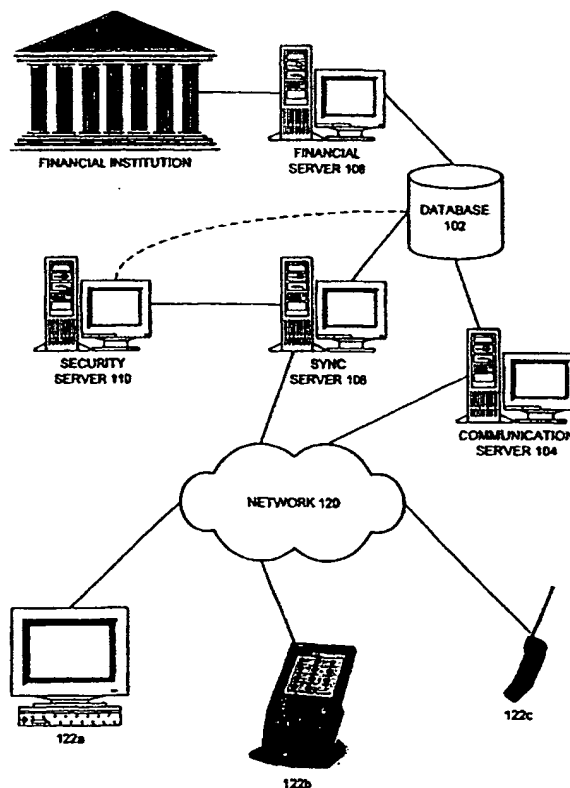 FINANCIAL INSTITUTION
FINANCIAL
SERVER 108
DATABASE
102
SECURITY
SERVER 110
SYNC
SERVER 106
COMMUNICATION
SERVER 104
NETWORK 120
122a
122b
122c